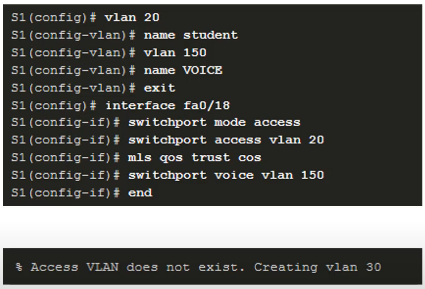 S1(config)# vlan 20
S1(config-vlan)# name student
S1(config-vlan)# vlan 150
S1(config-vlan)# name VOICE
S1(config-vlan)# exit
S1(config)# interface fa0/18
S1(config-if)# switchport mode access
S1(config-if)# switchport access vlan 20
S1(config-if)# mls qos trust cos
S1(config-if)# switchport voice vlan 150
S1(config-if)# end
% Access VLAN does not exist. Creating vlan 30